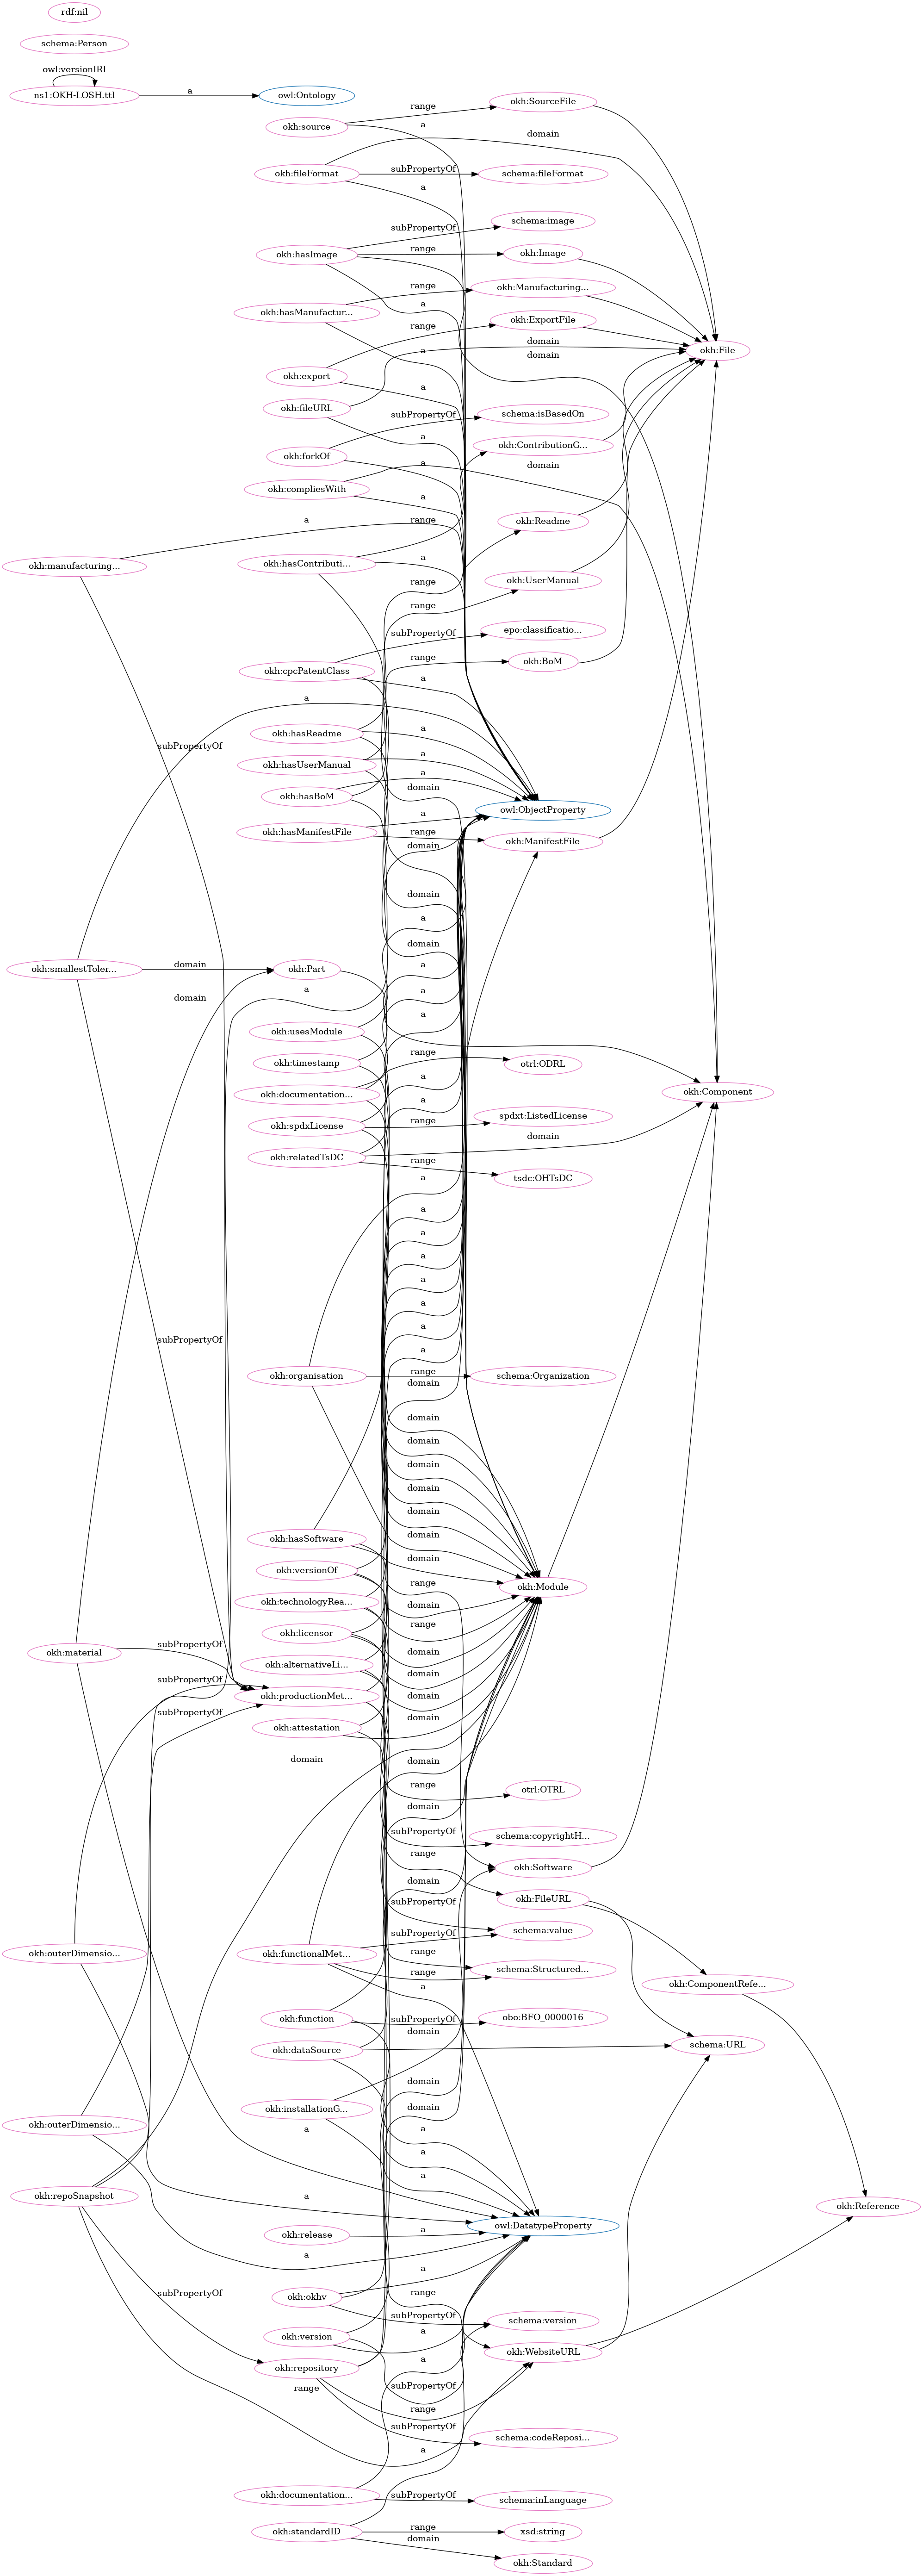 rdf:nil
schema:Person
owl:versionIRI
ns1:OKH-LOSH.ttl
a
owl:Ontology
okh:source
range
a
okh:SourceFile
domain
okh:fileFormat
subPropertyOf
a
schema:fileFormat
okh:hasImage
subPropertyOf
range
a
schema:image
okh:Image
okh:hasManufactur...
range
a
okh:Manufacturing...
okh:ExportFile
okh:export
range
a
domain
domain
okh:File
okh:fileURL
a
okh:forkOf
subPropertyOf
a
schema:isBasedOn
okh:ContributionG...
okh:compliesWith
a
domain
okh:manufacturing...
a
range
okh:Readme
okh:hasContributi...
a
range
range
okh:UserManual
okh:cpcPatentClass
subPropertyOf
a
epo:classificatio...
range
okh:BoM
okh:hasReadme
a
a
subPropertyOf
okh:hasUserManual
a
okh:hasBoM
a
domain
owl:ObjectProperty
okh:hasManifestFile
a
range
okh:ManifestFile
domain
domain
a
domain
okh:smallestToler...
domain
domain
okh:Part
a
a
a
a
okh:usesModule
okh:timestamp
range
otrl:ODRL
okh:documentation...
a
okh:Component
okh:spdxLicense
a
range
spdxt:ListedLicense
okh:relatedTsDC
domain
range
tsdc:OHTsDC
a
a
a
a
a
a
a
a
subPropertyOf
okh:organisation
range
domain
schema:Organization
domain
domain
domain
domain
domain
domain
okh:hasSoftware
domain
okh:versionOf
range
okh:Module
okh:technologyRea...
domain
range
okh:licensor
domain
okh:material
subPropertyOf
okh:alternativeLi...
domain
subPropertyOf
okh:productionMet...
domain
subPropertyOf
okh:attestation
domain
domain
domain
range
otrl:OTRL
domain
subPropertyOf
schema:copyrightH...
range
okh:Software
domain
okh:FileURL
subPropertyOf
schema:value
okh:outerDimensio...
okh:functionalMet...
subPropertyOf
range
range
a
schema:Structured...
okh:ComponentRefe...
okh:function
subPropertyOf
obo:BFO_0000016
domain
okh:dataSource
schema:URL
domain
okh:installationG...
domain
okh:outerDimensio...
a
a
a
a
okh:repoSnapshot
a
okh:Reference
okh:release
a
owl:DatatypeProperty
a
a
okh:okhv
range
subPropertyOf
subPropertyOf
schema:version
okh:version
a
okh:WebsiteURL
okh:repository
a
subPropertyOf
range
range
subPropertyOf
schema:codeReposi...
a
okh:documentation...
subPropertyOf
schema:inLanguage
okh:standardID
range
xsd:string
domain
okh:Standard